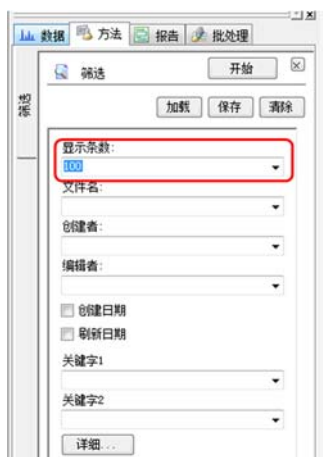 数据 方法 报告 批处理
筛选 开始
筛选
加载 保存 清除
显示条数:
100
文件名:
创建者:
编辑者:
创建日期
刷新日期
关键字1
关键字2
详细...